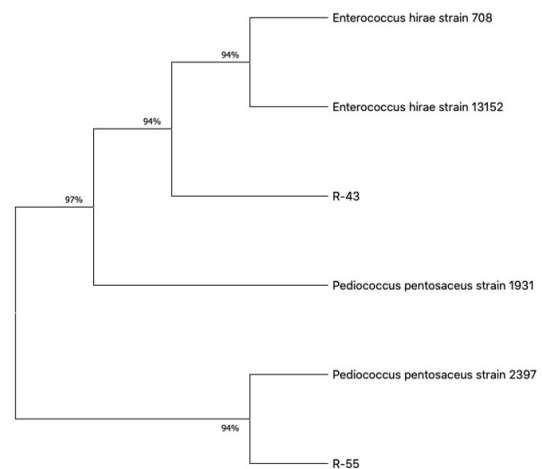 Enterococcus hirae strain 708
94%
Enterococcus hirae strain 13152
94%
R-43
97%
Pediococcus pentosaceus strain 1931
Pediococcus pentosaceus strain 2397
94%
R-55